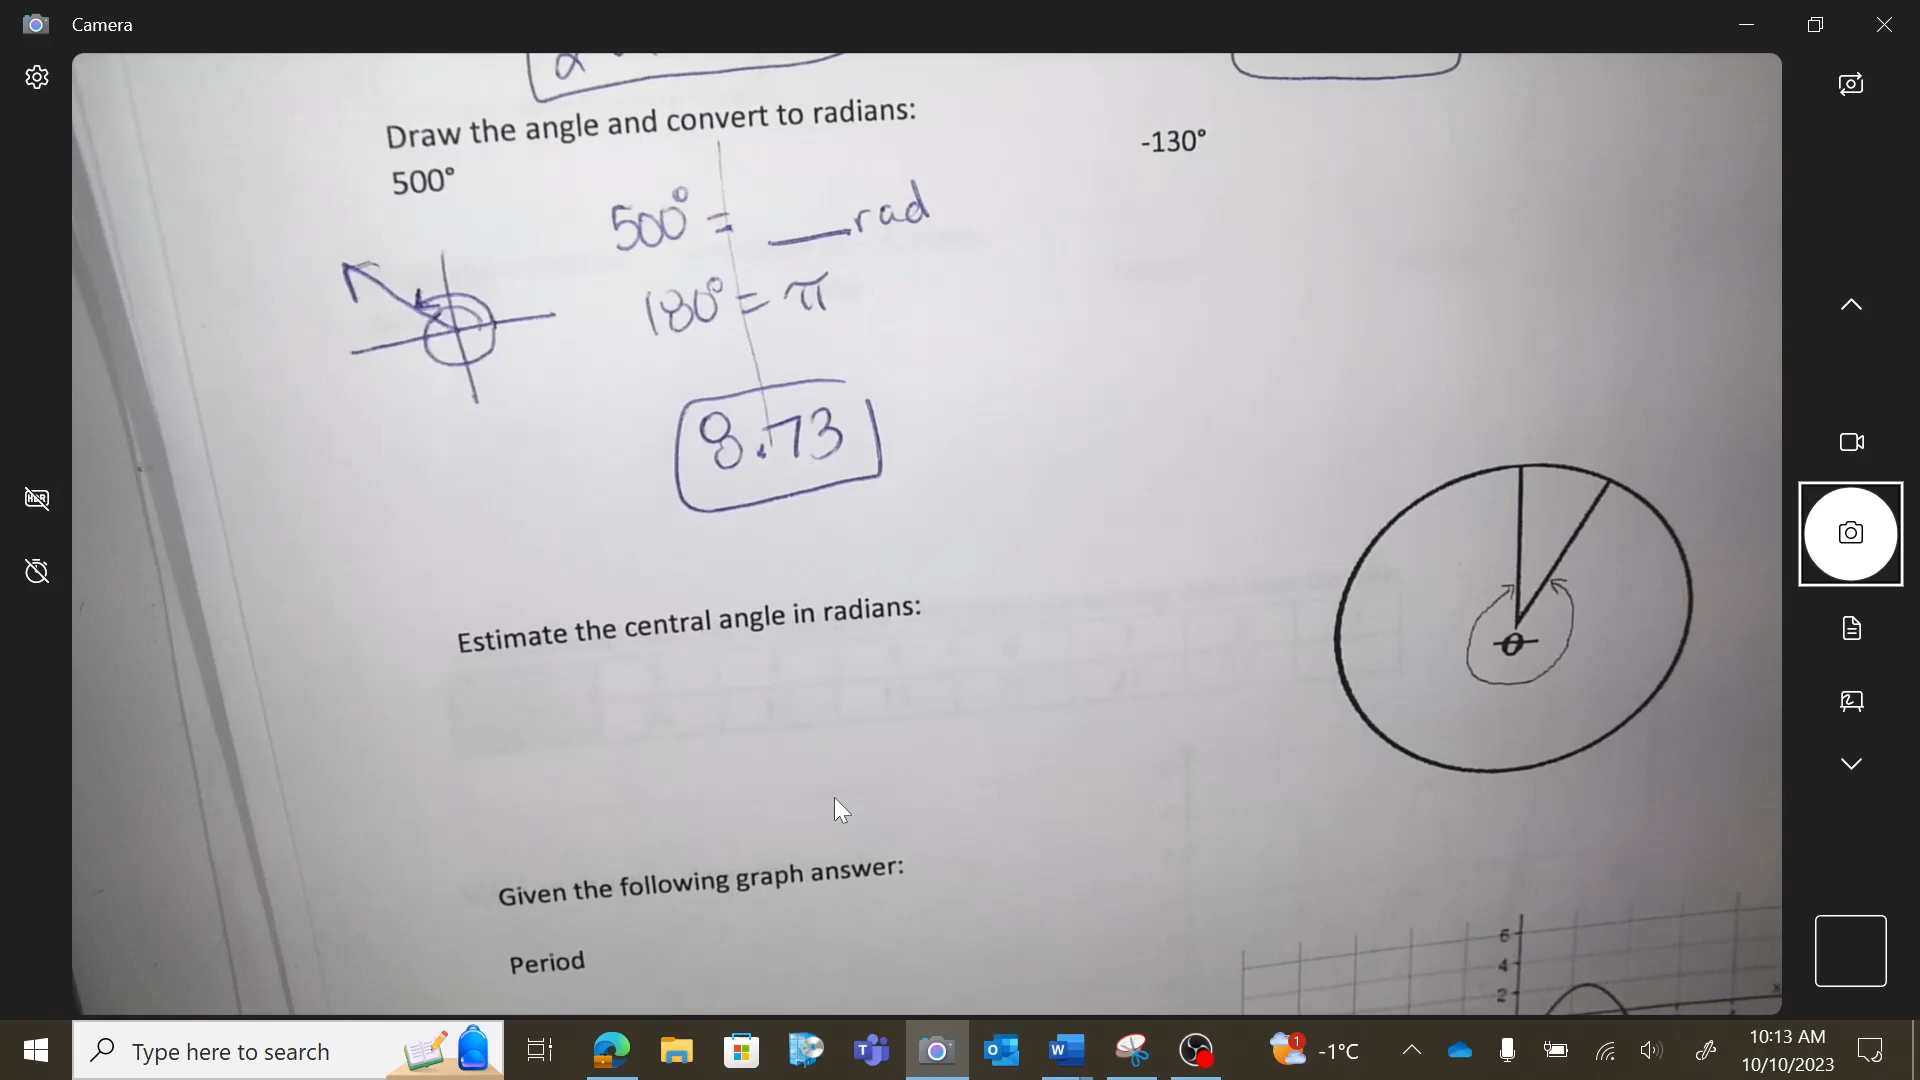 Camera
Draw the angle and convert to radians:
500°
-130°
500° = ___ rad
180° = π
8.73
Estimate the central angle in radians:
θ
Given the following graph answer:
Period
6
4
2
x
Type here to search
1
-1°C
10:13 AM
10/10/2023